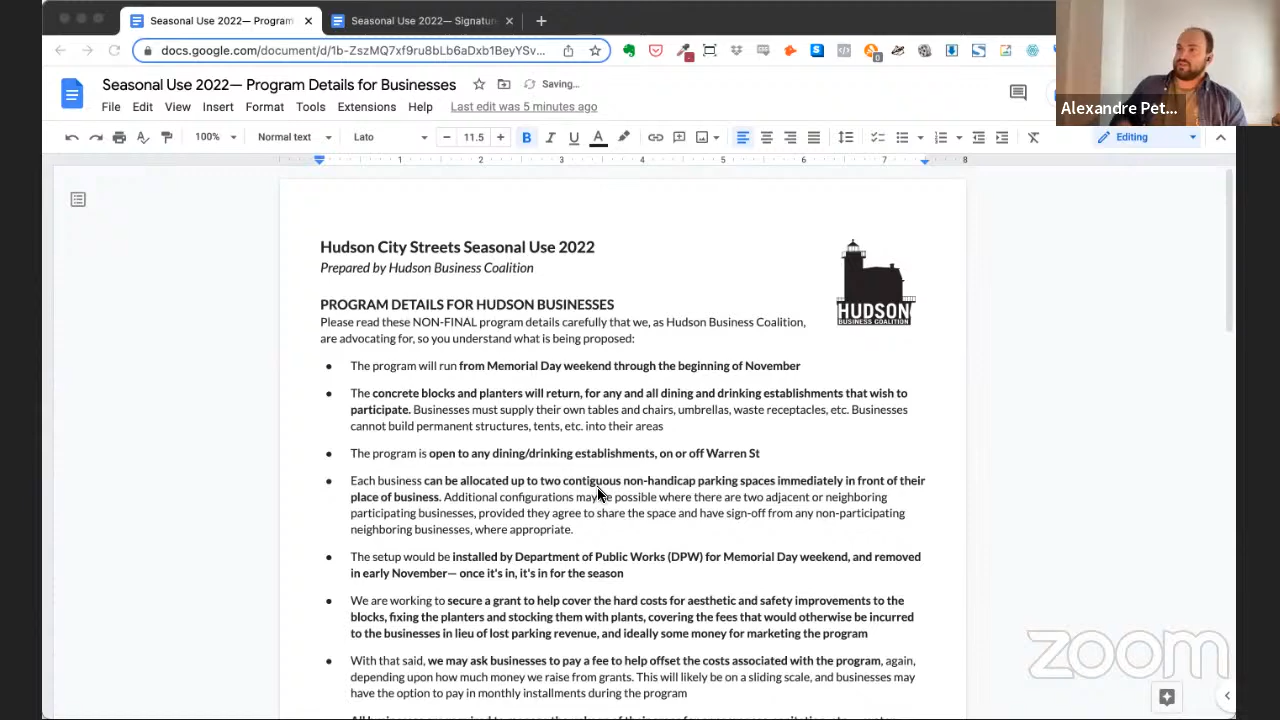 Seasonal Use 2022— Program
Seasonal Use 2022— Signatur
docs.google.com/document/d/1b-ZszMQ7xf9ru8bLb6aDxb1BeyYSv...
Seasonal Use 2022— Program Details for Businesses
Saving...
File Edit View Insert Format Tools Extensions Help Last edit was 5 minutes ago
Alexandre Pet...
100% Normal text Lato 11.5 B I U A Editing
1 2 3 4 5 6 7 8
Hudson City Streets Seasonal Use 2022
Prepared by Hudson Business Coalition
HUDSON
BUSINESS COALITION
PROGRAM DETAILS FOR HUDSON BUSINESSES
Please read these NON-FINAL program details carefully that we, as Hudson Business Coalition,
are advocating for, so you understand what is being proposed:
● The program will run from Memorial Day weekend through the beginning of November
● The concrete blocks and planters will return, for any and all dining and drinking establishments that wish to
participate. Businesses must supply their own tables and chairs, umbrellas, waste receptacles, etc. Businesses
cannot build permanent structures, tents, etc. into their areas
● The program is open to any dining/drinking establishments, on or off Warren St
● Each business can be allocated up to two contiguous non-handicap parking spaces immediately in front of their
place of business. Additional configurations may be possible where there are two adjacent or neighboring
participating businesses, provided they agree to share the space and have sign-off from any non-participating
neighboring businesses, where appropriate.
● The setup would be installed by Department of Public Works (DPW) for Memorial Day weekend, and removed
in early November— once it's in, it's in for the season
● We are working to secure a grant to help cover the hard costs for aesthetic and safety improvements to the
blocks, fixing the planters and stocking them with plants, covering the fees that would otherwise be incurred
to the businesses in lieu of lost parking revenue, and ideally some money for marketing the program
● With that said, we may ask businesses to pay a fee to help offset the costs associated with the program, again,
depending upon how much money we raise from grants. This will likely be on a sliding scale, and businesses may
have the option to pay in monthly installments during the program
zoom